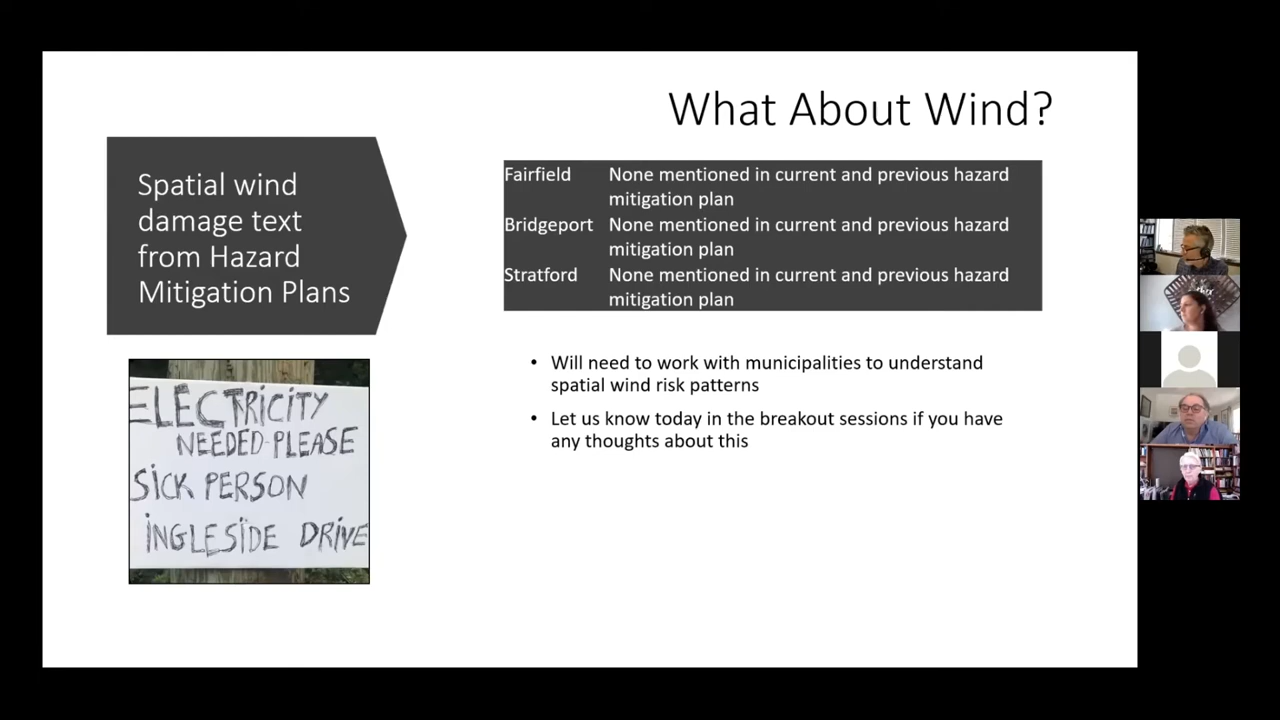 What About Wind?
Spatial wind
damage text
from Hazard
Mitigation Plans
Fairfield None mentioned in current and previous hazard
mitigation plan
Bridgeport None mentioned in current and previous hazard
mitigation plan
Stratford None mentioned in current and previous hazard
mitigation plan
• Will need to work with municipalities to understand
spatial wind risk patterns
• Let us know today in the breakout sessions if you have
any thoughts about this
ELECTRICITY
NEEDED-PLEASE
SICK PERSON
INGLESIDE DRIVE